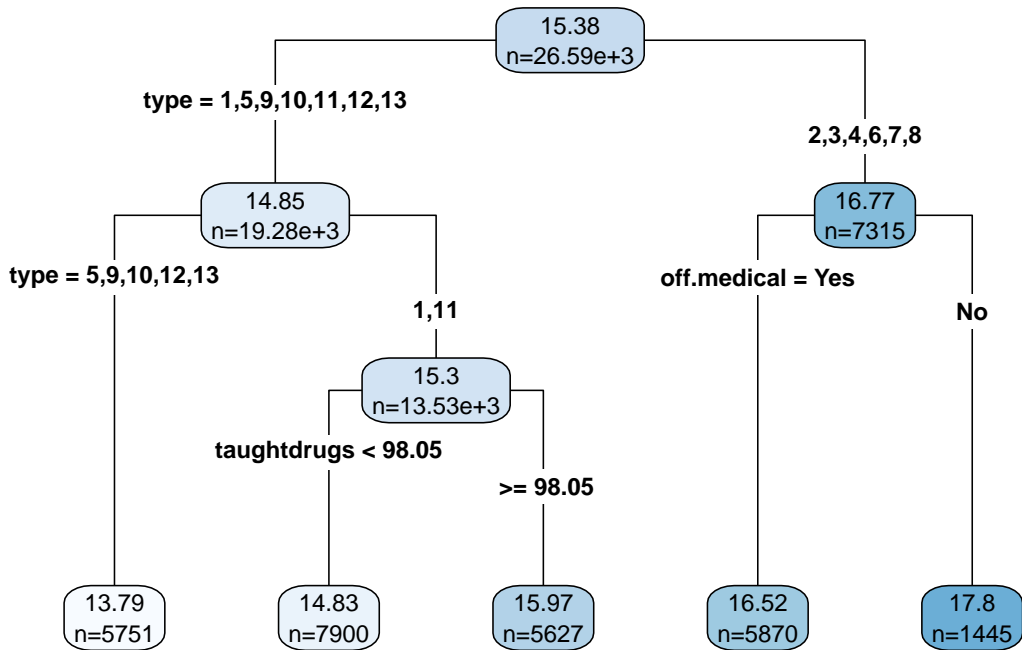 15.38
n=26.59e+3
type = 1,5,9,10,11,12,13
2,3,4,6,7,8
14.85
n=19.28e+3
16.77
n=7315
type = 5,9,10,12,13
1,11
off.medical = Yes
No
15.3
n=13.53e+3
taughtdrugs < 98.05
>= 98.05
13.79
n=5751
14.83
n=7900
15.97
n=5627
16.52
n=5870
17.8
n=1445